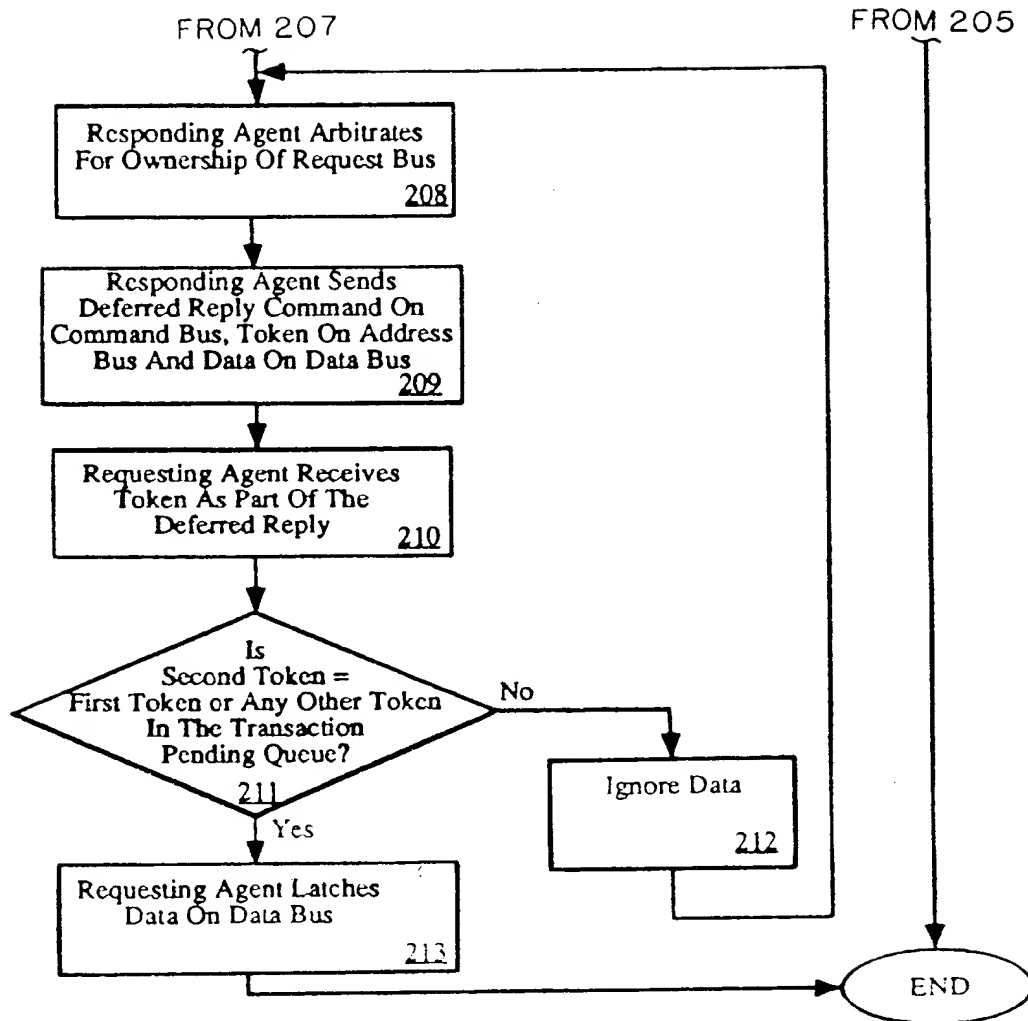 FROM 207
FROM 205
Responding Agent Arbitrates
For Ownership Of Request Bus
208
Responding Agent Sends
Deferred Reply Command On
Command Bus, Token On Address
Bus And Data On Data Bus
209
Requesting Agent Receives
Token As Part Of The
Deferred Reply
210
Is
Second Token =
First Token or Any Other Token
In The Transaction
Pending Queue?
211
No
Yes
Ignore Data
212
Requesting Agent Latches
Data On Data Bus
213
END